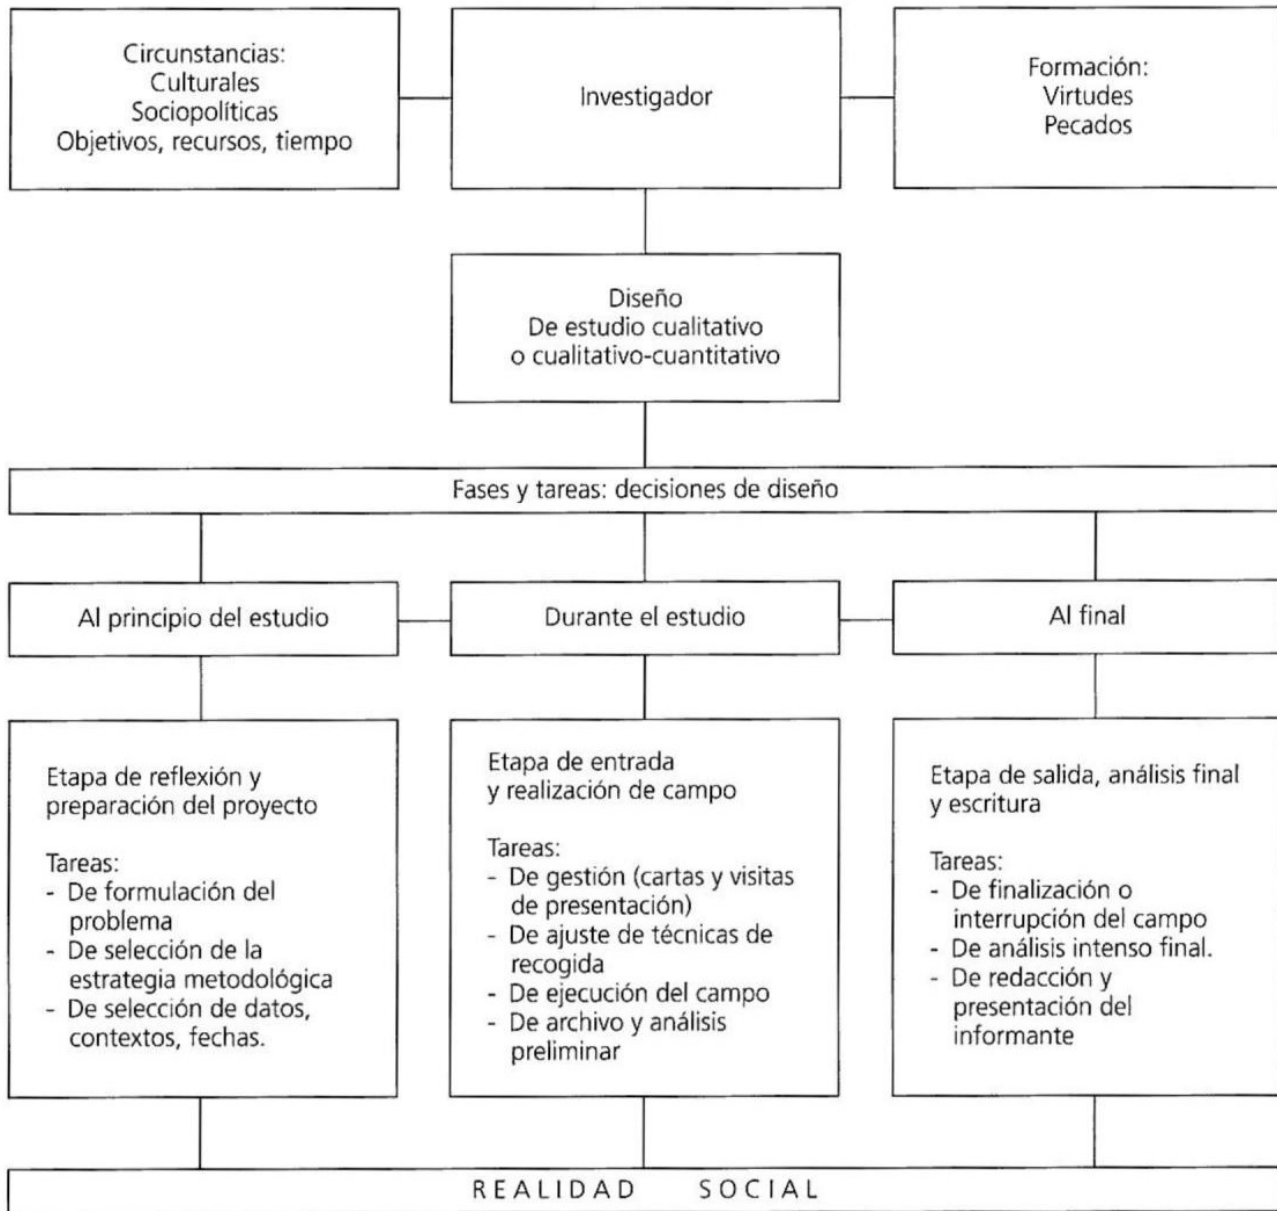 Circunstancias:
Culturales
Sociopolíticas
Objetivos, recursos, tiempo
Investigador
Formación:
Virtudes
Pecados
Diseño
De estudio cualitativo
o cualitativo-cuantitativo
Fases y tareas: decisiones de diseño
Al principio del estudio
Durante el estudio
Al final
Etapa de reflexión y
preparación del proyecto
Tareas:
- De formulación del
problema
- De selección de la
estrategia metodológica
- De selección de datos,
contextos, fechas.
Etapa de entrada
y realización de campo
Tareas:
- De gestión (cartas y visitas
de presentación)
- De ajuste de técnicas de
recogida
- De ejecución del campo
- De archivo y análisis
preliminar
Etapa de salida, análisis final
y escritura
Tareas:
- De finalización o
interrupción del campo
- De análisis intenso final.
- De redacción y
presentación del
informante
REALIDAD SOCIAL